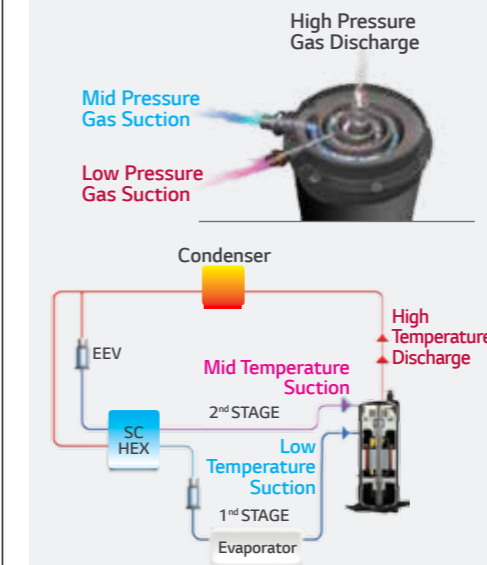 High Pressure
Gas Discharge
Mid Pressure
Gas Suction
Low Pressure
Gas Suction
Condenser
High
Temperature
Discharge
EEV
Mid Temperature
Suction
2nd STAGE
SC
HEX
Low
Temperature
Suction
1nd STAGE
Evaporator